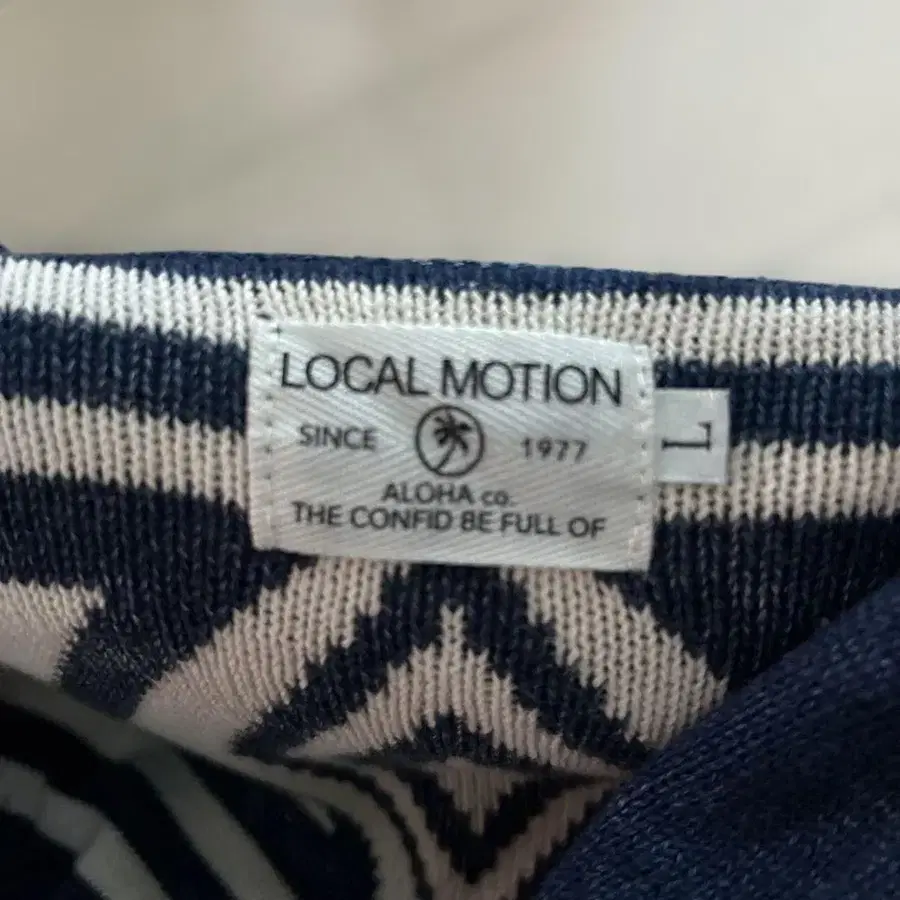 LOCAL MOTION
SINCE 1977
ALOHA co.
THE CONFID BE FULL OF
L